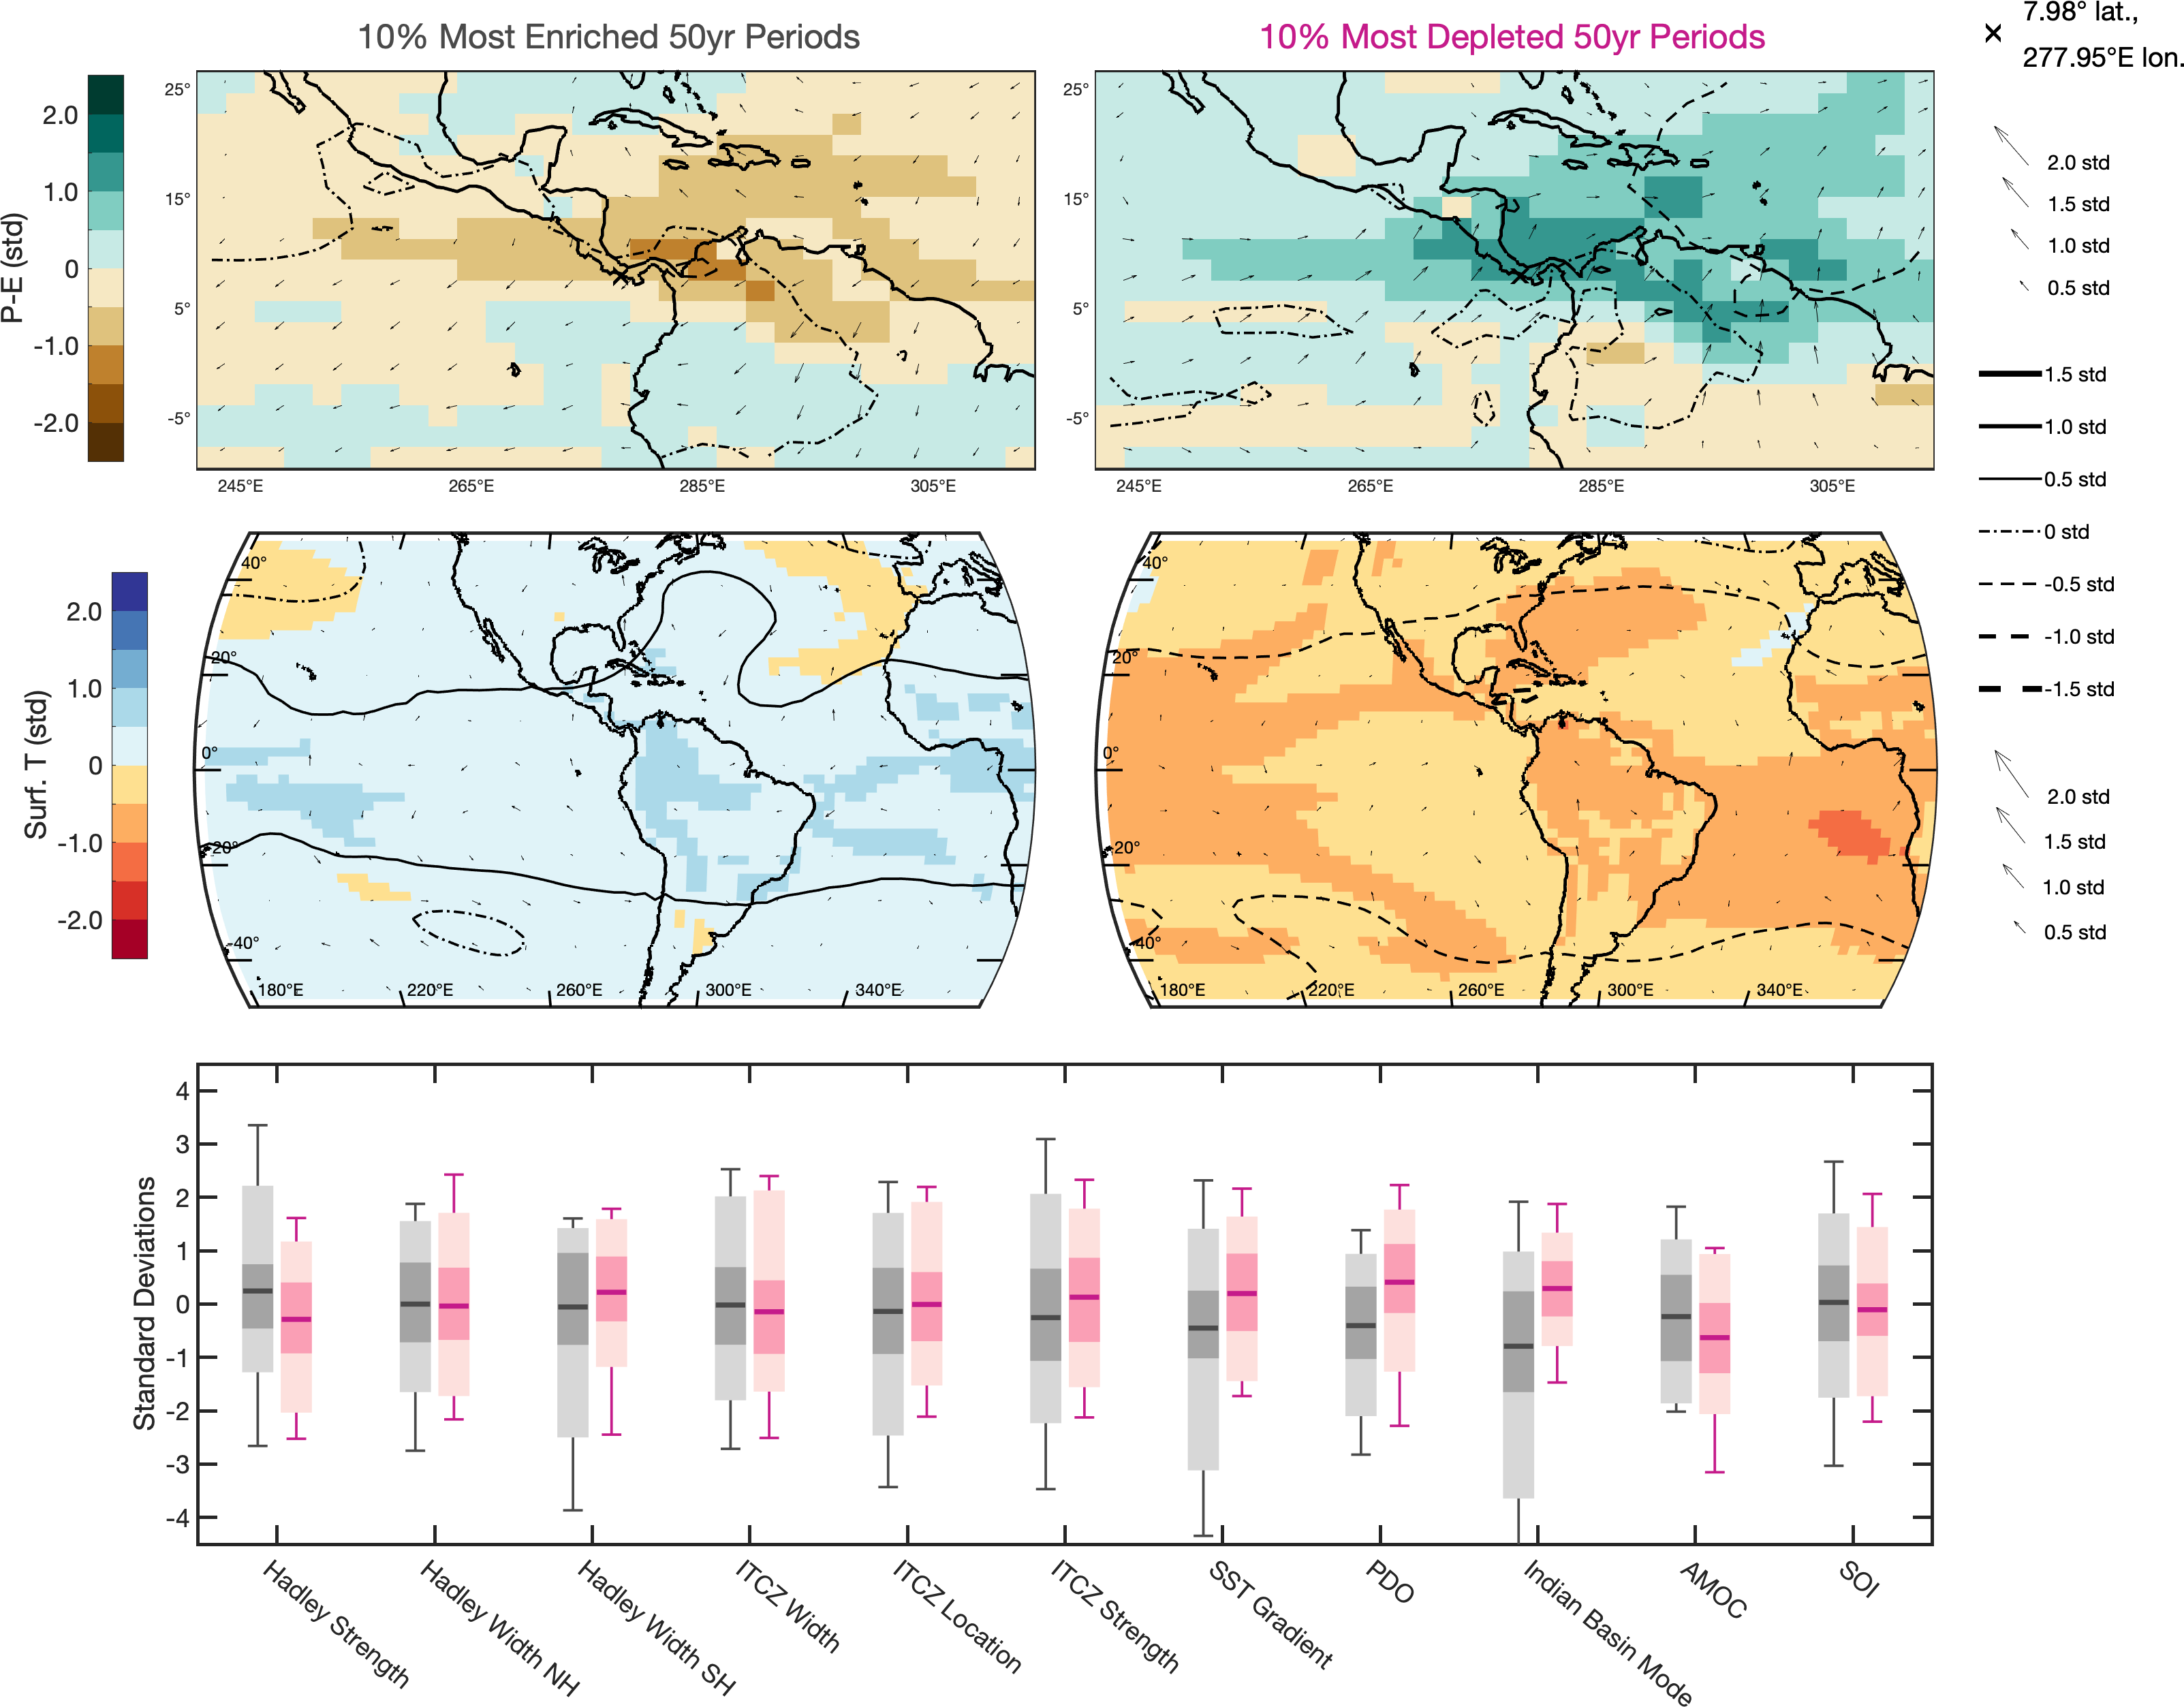 10% Most Enriched 50yr Periods
10% Most Depleted 50yr Periods
× 7.98° lat.,
277.95°E lon.
P-E (std)
2.0
1.0
0
-1.0
-2.0
25°
15°
5°
-5°
245°E 265°E 285°E 305°E
25°
15°
5°
-5°
245°E 265°E 285°E 305°E
2.0 std
1.5 std
1.0 std
0.5 std
1.5 std
1.0 std
0.5 std
0 std
-0.5 std
-1.0 std
-1.5 std
Surf. T (std)
2.0
1.0
0
-1.0
-2.0
40°
20°
0°
-20°
-40°
180°E 220°E 260°E 300°E 340°E
40°
20°
0°
-20°
-40°
180°E 220°E 260°E 300°E 340°E
2.0 std
1.5 std
1.0 std
0.5 std
Standard Deviations
4
3
2
1
0
-1
-2
-3
-4
Hadley Strength
Hadley Width NH
Hadley Width SH
ITCZ Width
ITCZ Location
ITCZ Strength
SST Gradient
PDO
Indian Basin Mode
AMOC
SOI